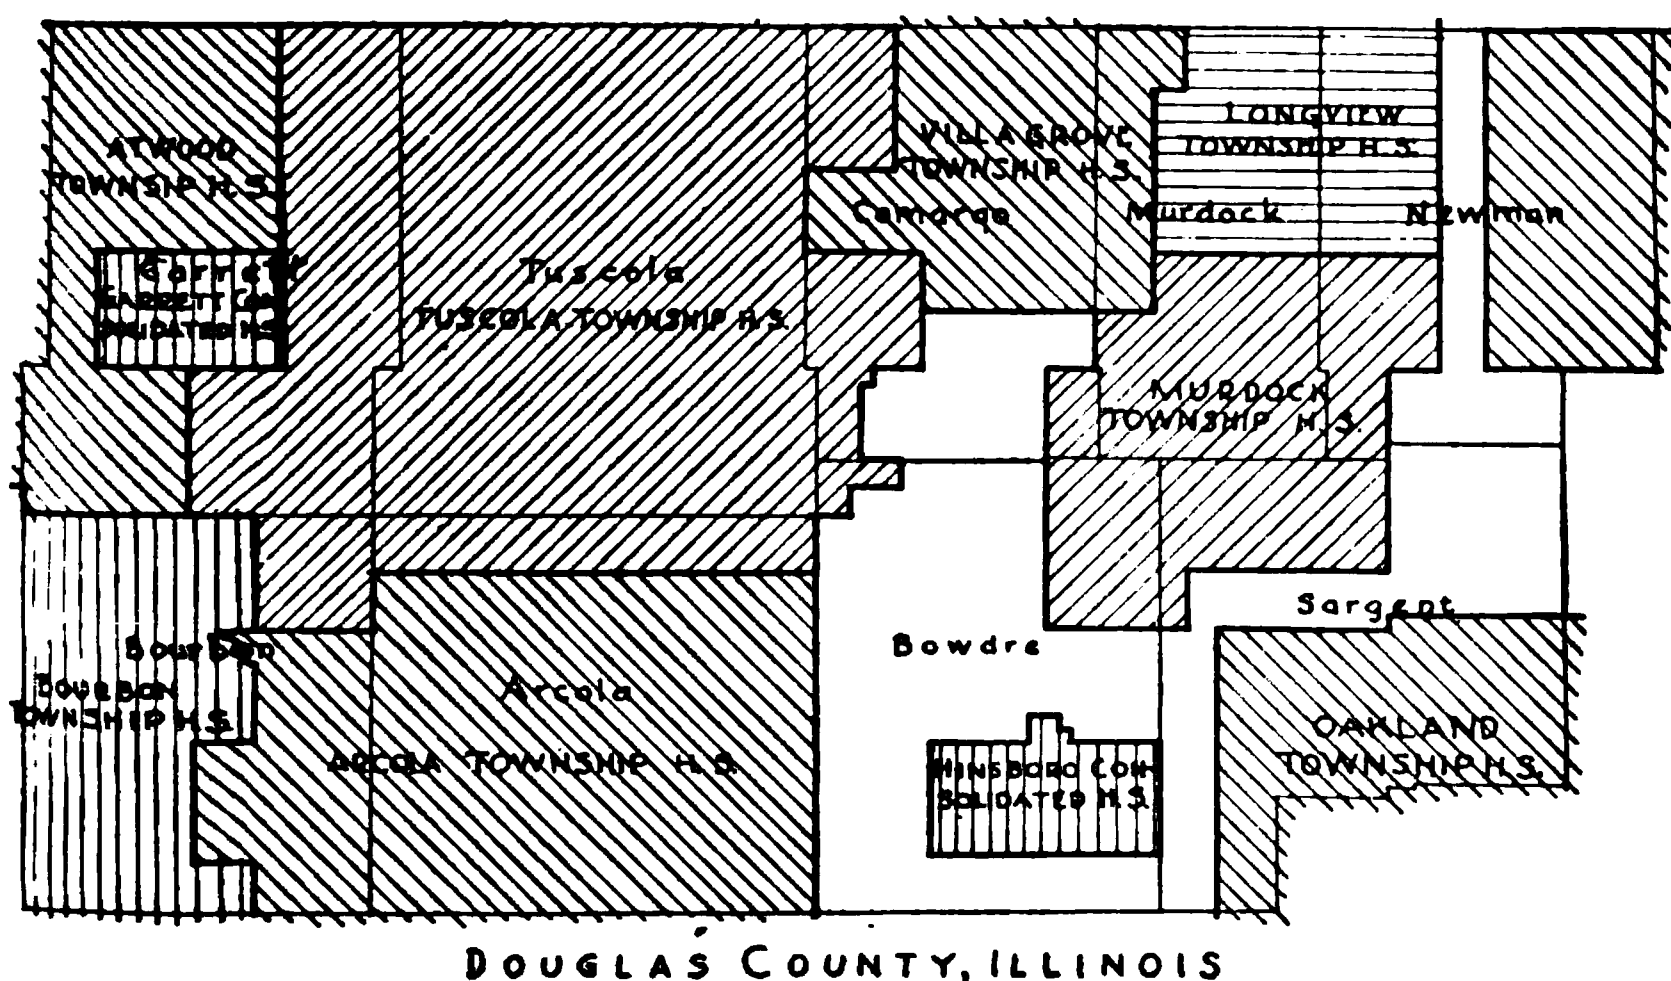 ATWOOD
TOWNSHIP H.S.
VILLA GROVE
TOWNSHIP H.S.
LONGVIEW
TOWNSHIP H.S.
Camargo
Murdock
Newman
Garrett
GARRETT CON-
SOLIDATED H.S.
Tuscola
TUSCOLA TOWNSHIP H.S.
MURDOCK
TOWNSHIP H.S.
Sargent
Bowdre
Bourbon
BOURBON
TOWNSHIP H.S.
Arcola
ARCOLA TOWNSHIP H.S.
HINSBORO CON-
SOLIDATED H.S.
OAKLAND
TOWNSHIP H.S.
DOUGLAS COUNTY, ILLINOIS